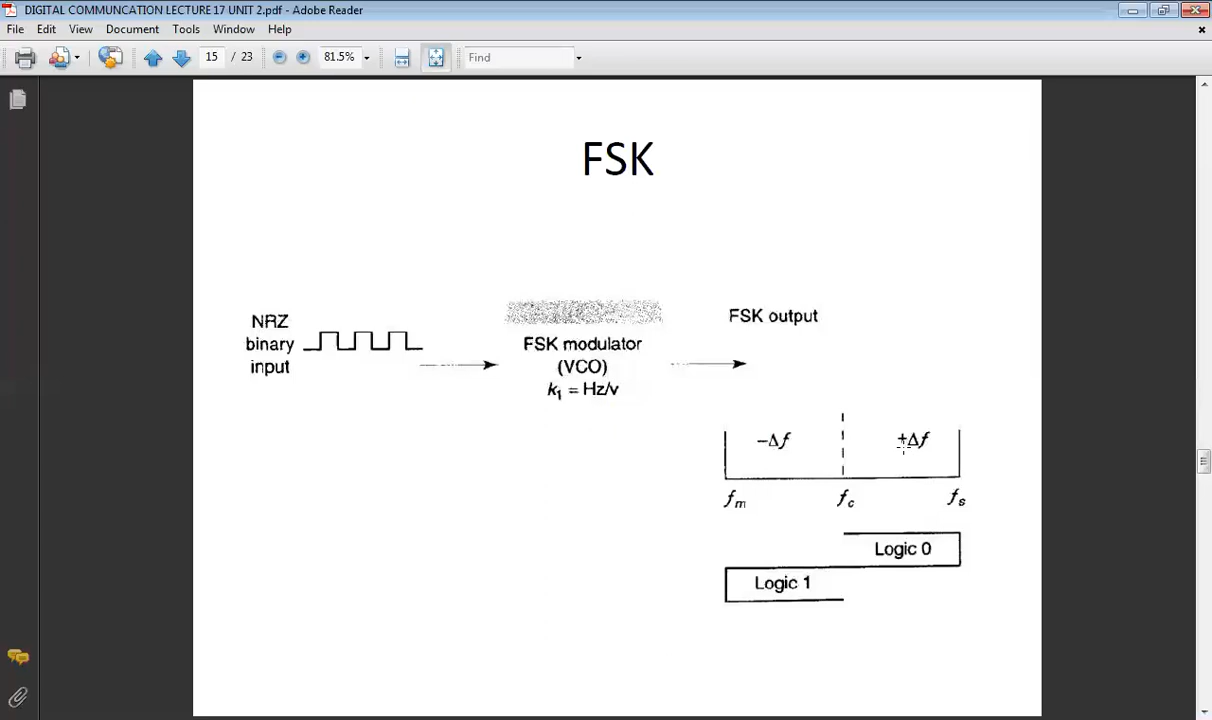 DIGITAL COMMUNCATION LECTURE 17 UNIT 2.pdf - Adobe Reader
File Edit View Document Tools Window Help
15 / 23 81.5% Find
FSK
NRZ
binary
input
FSK modulator
(VCO)
k₁ = Hz/v
FSK output
−Δf +Δf
fm fc fs
Logic 0
Logic 1